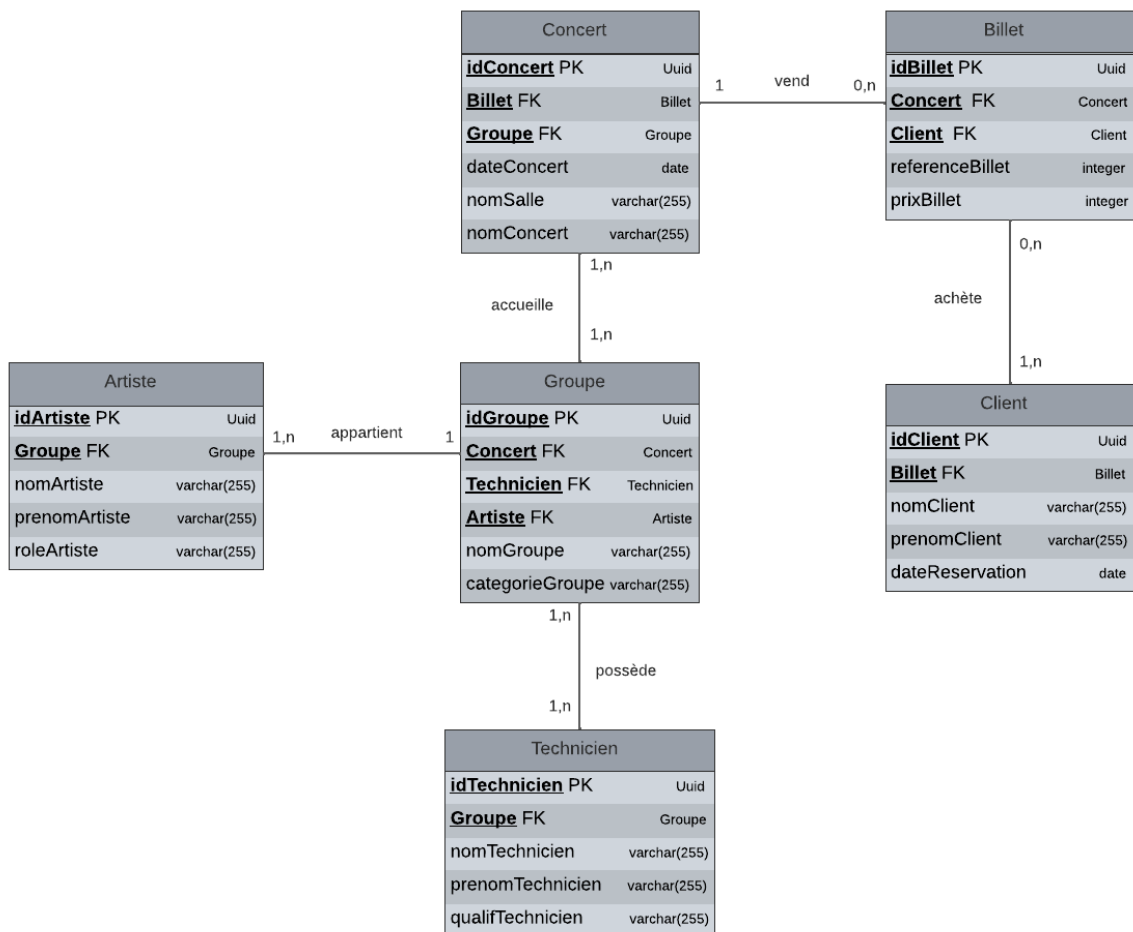 Concert
idConcert PK Uuid
Billet FK Billet
Groupe FK Groupe
dateConcert date
nomSalle varchar(255)
nomConcert varchar(255)
1 vend 0,n
Billet
idBillet PK Uuid
Concert FK Concert
Client FK Client
referenceBillet integer
prixBillet integer
1,n
accueille
1,n
0,n
achète
1,n
Artiste
idArtiste PK Uuid
Groupe FK Groupe
nomArtiste varchar(255)
prenomArtiste varchar(255)
roleArtiste varchar(255)
1,n appartient 1
Groupe
idGroupe PK Uuid
Concert FK Concert
Technicien FK Technicien
Artiste FK Artiste
nomGroupe varchar(255)
categorieGroupe varchar(255)
Client
idClient PK Uuid
Billet FK Billet
nomClient varchar(255)
prenomClient varchar(255)
dateReservation date
1,n
possède
1,n
Technicien
idTechnicien PK Uuid
Groupe FK Groupe
nomTechnicien varchar(255)
prenomTechnicien varchar(255)
qualifTechnicien varchar(255)